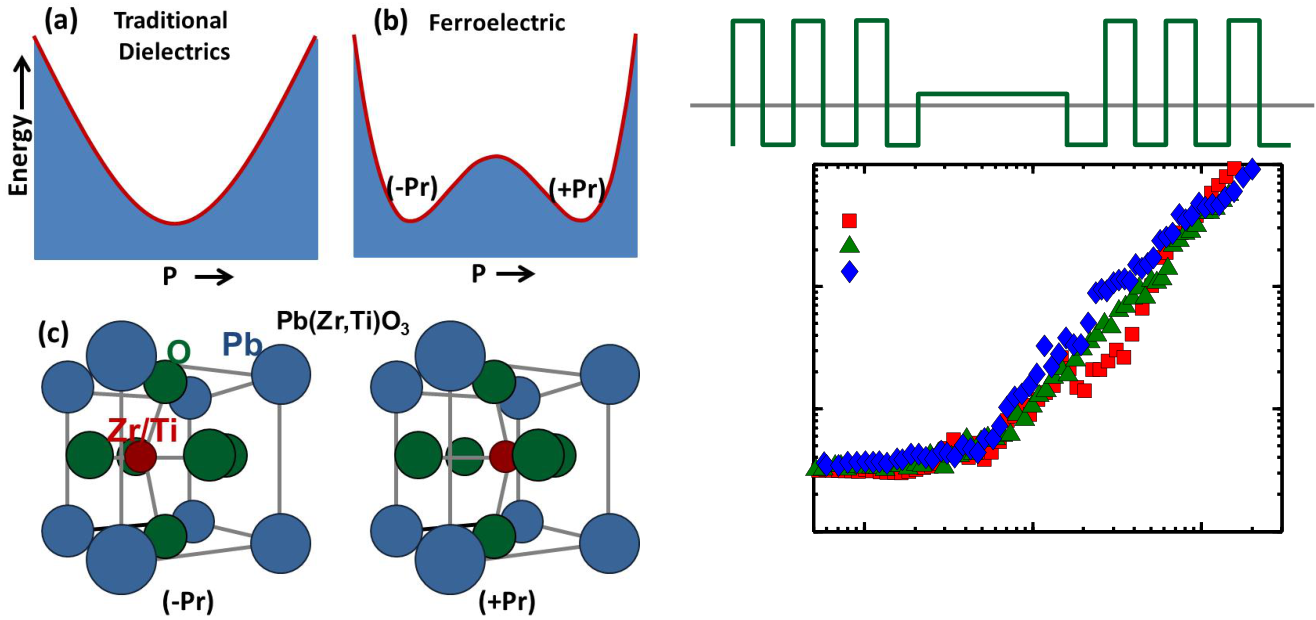 (a) Traditional
Dielectrics
Energy
P
(b) Ferroelectric
(-Pr) (+Pr)
P
(c) Pb(Zr,Ti)O3
O Pb
Zr/Ti
(-Pr) (+Pr)